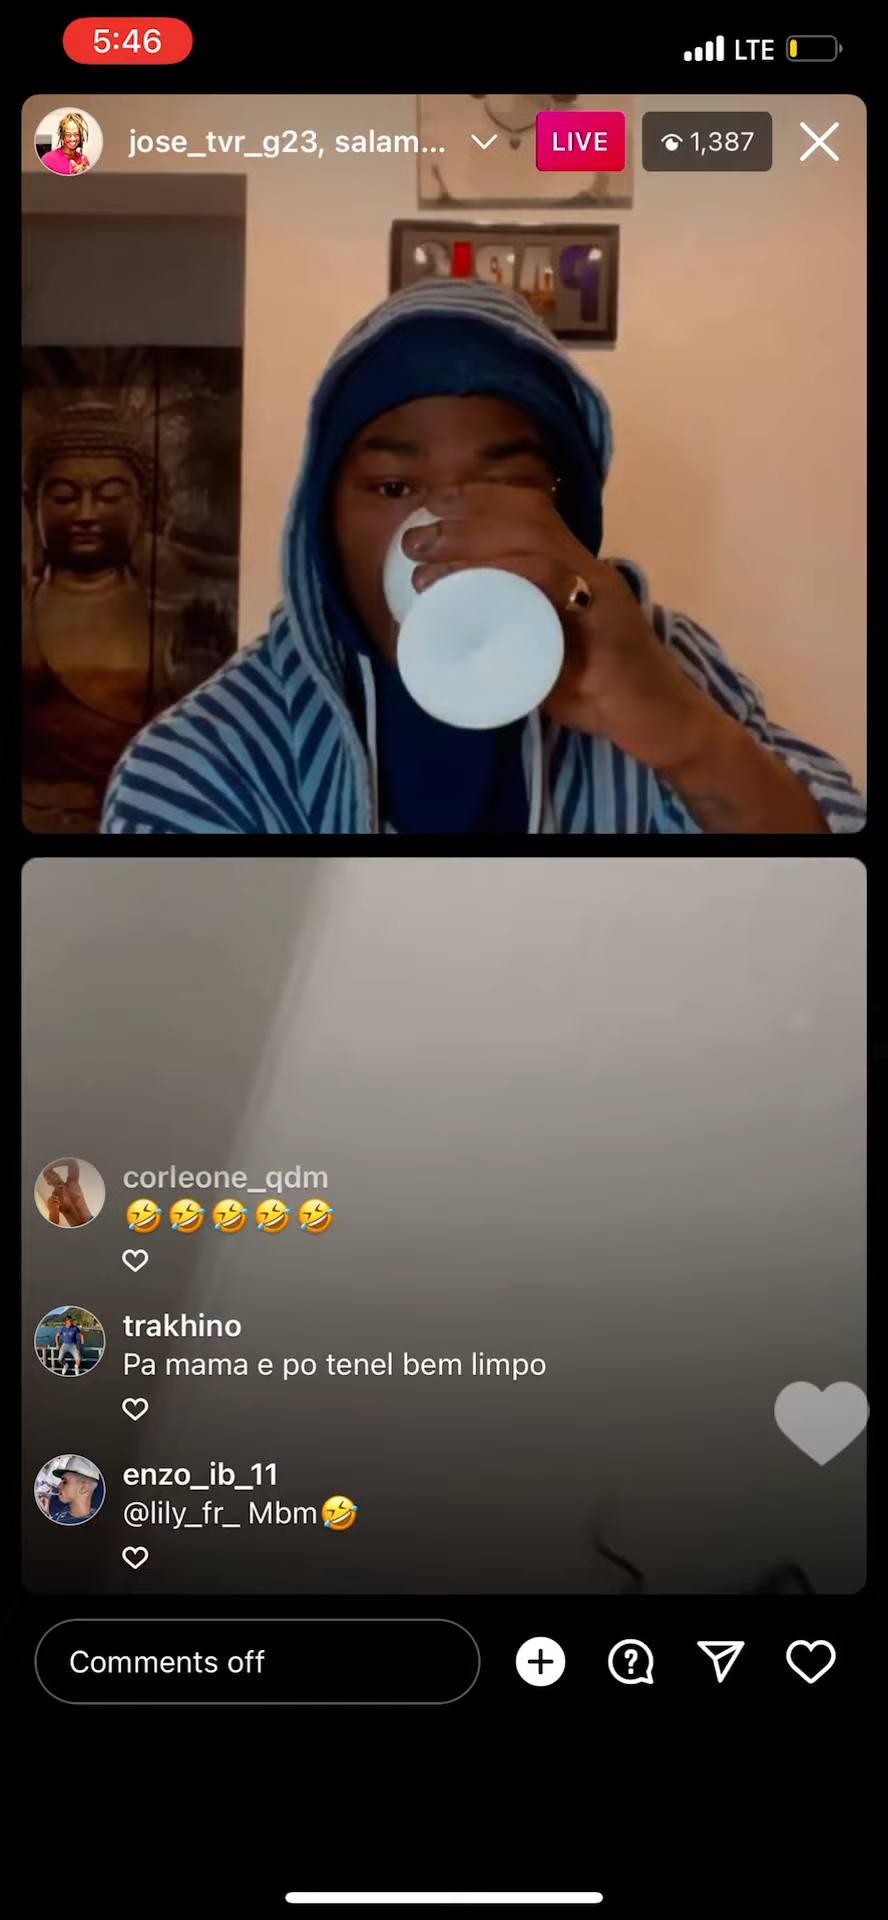 5:46
LTE
jose_tvr_g23, salam...
LIVE
1,387
corleone_qdm
🤣🤣🤣🤣🤣
trakhino
Pa mama e po tenel bem limpo
enzo_ib_11
@lily_fr_ Mbm🤣
Comments off